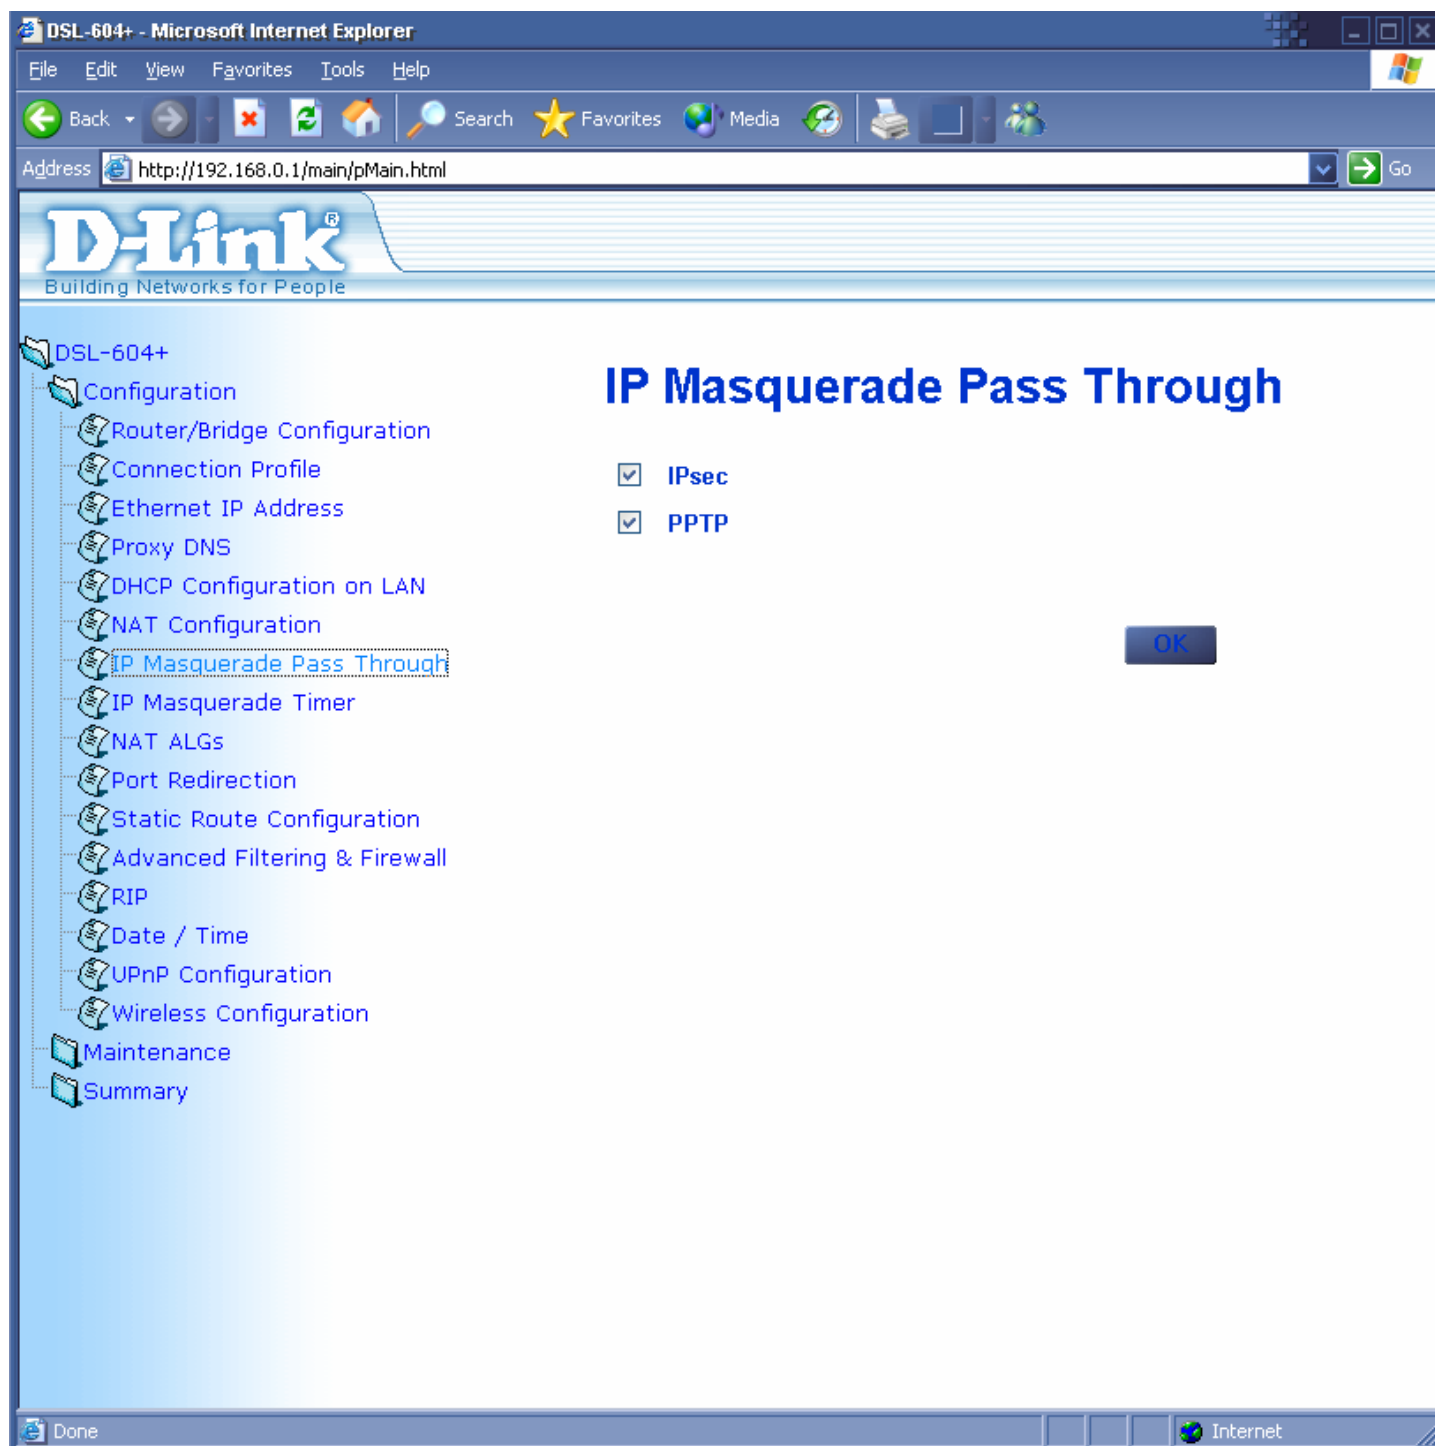 DSL-604+ - Microsoft Internet Explorer
File Edit View Favorites Tools Help
Back Search Favorites Media
Address http://192.168.0.1/main/pMain.html Go
D-Link®
Building Networks for People
DSL-604+
Configuration
Router/Bridge Configuration
Connection Profile
Ethernet IP Address
Proxy DNS
DHCP Configuration on LAN
NAT Configuration
IP Masquerade Pass Through
IP Masquerade Timer
NAT ALGs
Port Redirection
Static Route Configuration
Advanced Filtering & Firewall
RIP
Date / Time
UPnP Configuration
Wireless Configuration
Maintenance
Summary
IP Masquerade Pass Through
IPsec
PPTP
OK
Done Internet